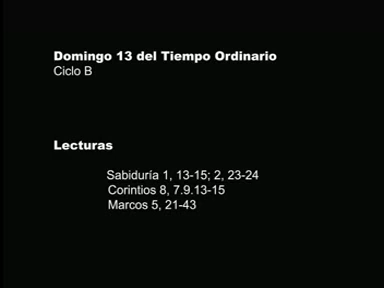 Domingo 13 del Tiempo Ordinario
Ciclo B
Lecturas
Sabiduría 1, 13-15; 2, 23-24
Corintios 8, 7.9.13-15
Marcos 5, 21-43